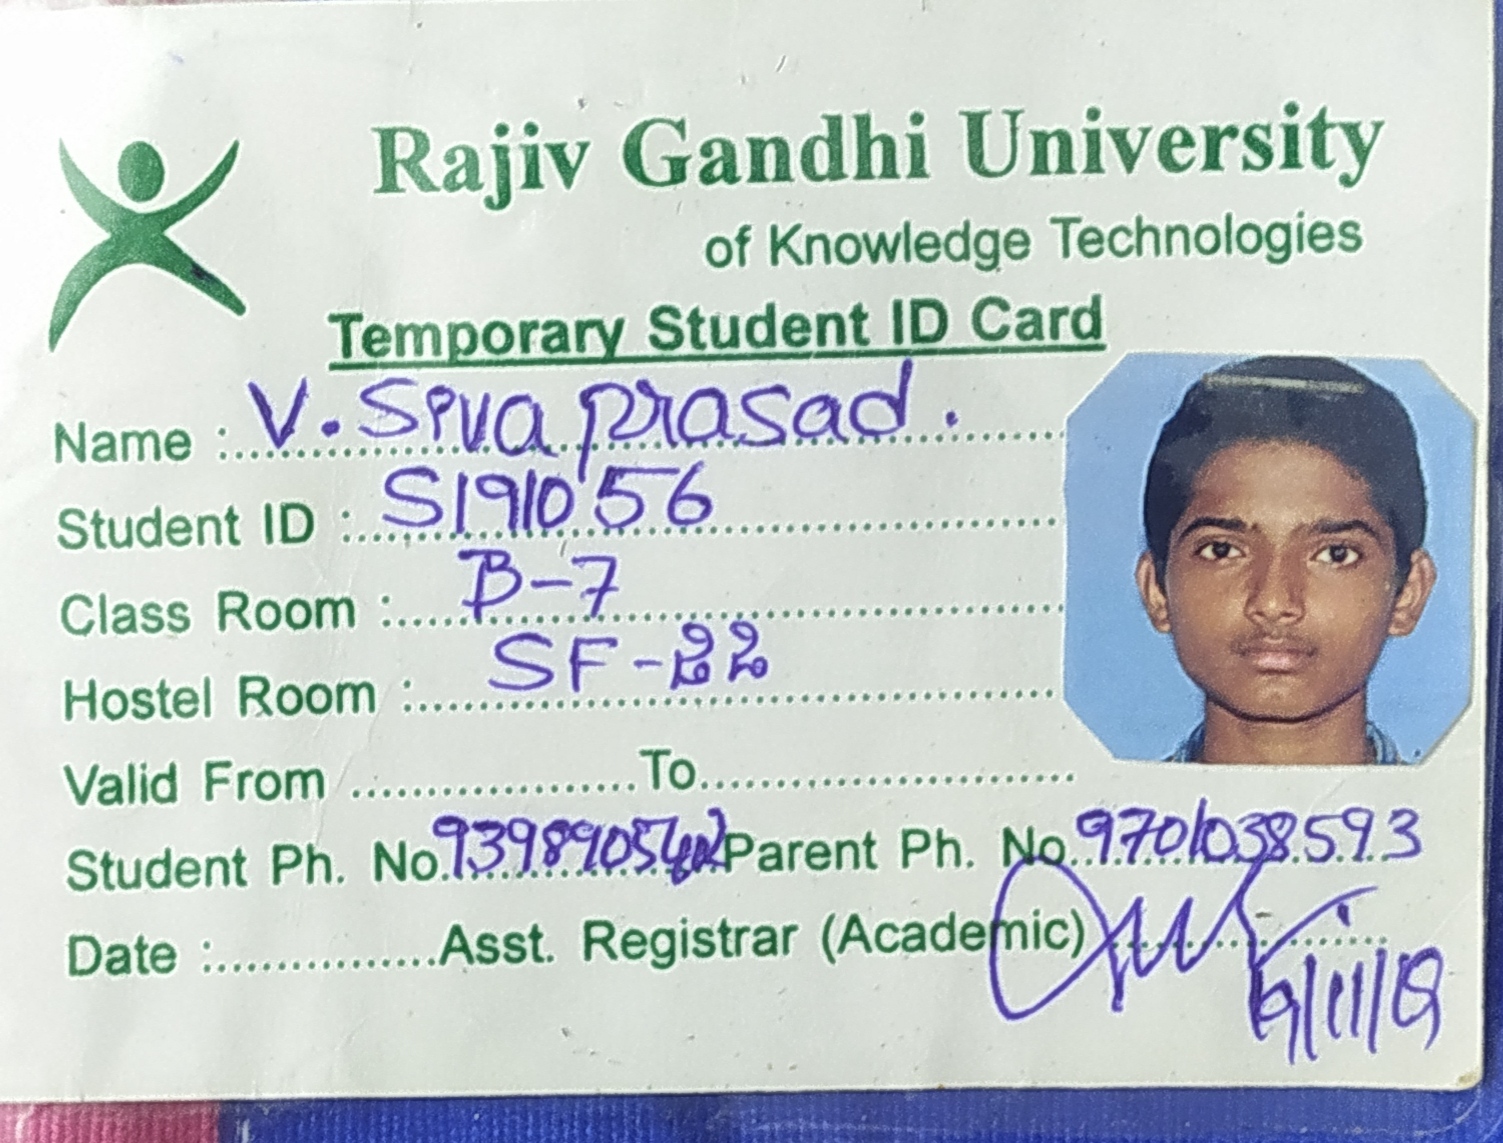 Rajiv Gandhi University
of Knowledge Technologies
Temporary Student ID Card
Name : V. Siva prasad.
Student ID : S191056
Class Room : B-7
Hostel Room : SF-22
Valid From .................... To ............................
Student Ph. No. Parent Ph. No. 9701038593
Date : ................ Asst. Registrar (Academic)